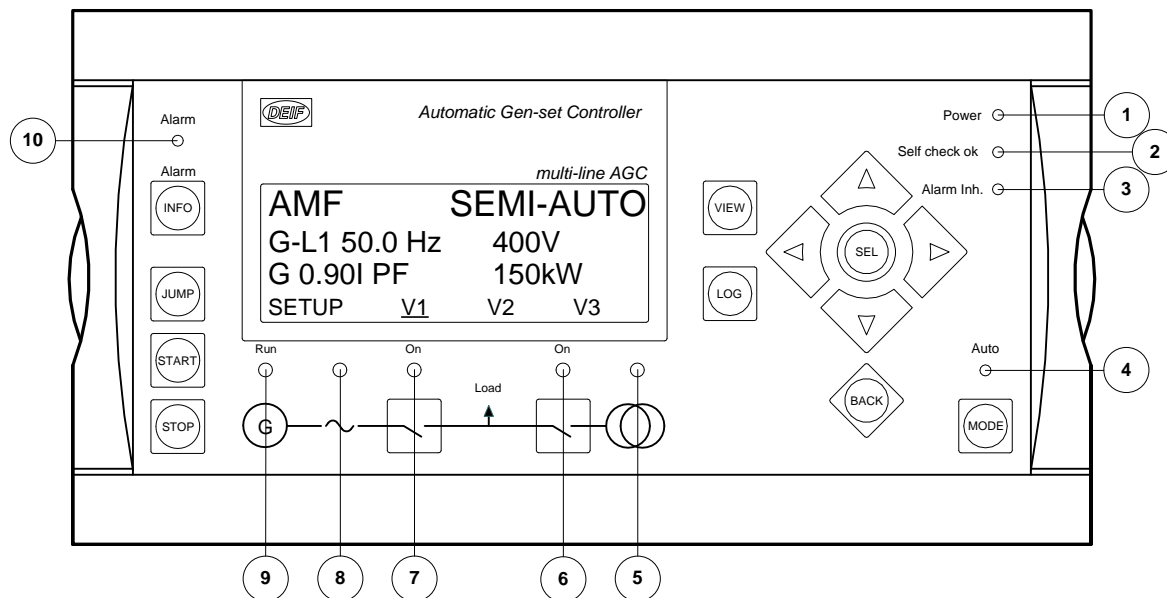 DEIF
Automatic Gen-set Controller
multi-line AGC
AMF SEMI-AUTO
G-L1 50.0 Hz 400V
G 0.90I PF 150kW
SETUP V1 V2 V3
Alarm
10
Alarm
INFO
JUMP
START
STOP
Run
On
Load
On
G
VIEW
LOG
SEL
BACK
Power
1
Self check ok
2
Alarm Inh.
3
Auto
4
MODE
9
8
7
6
5